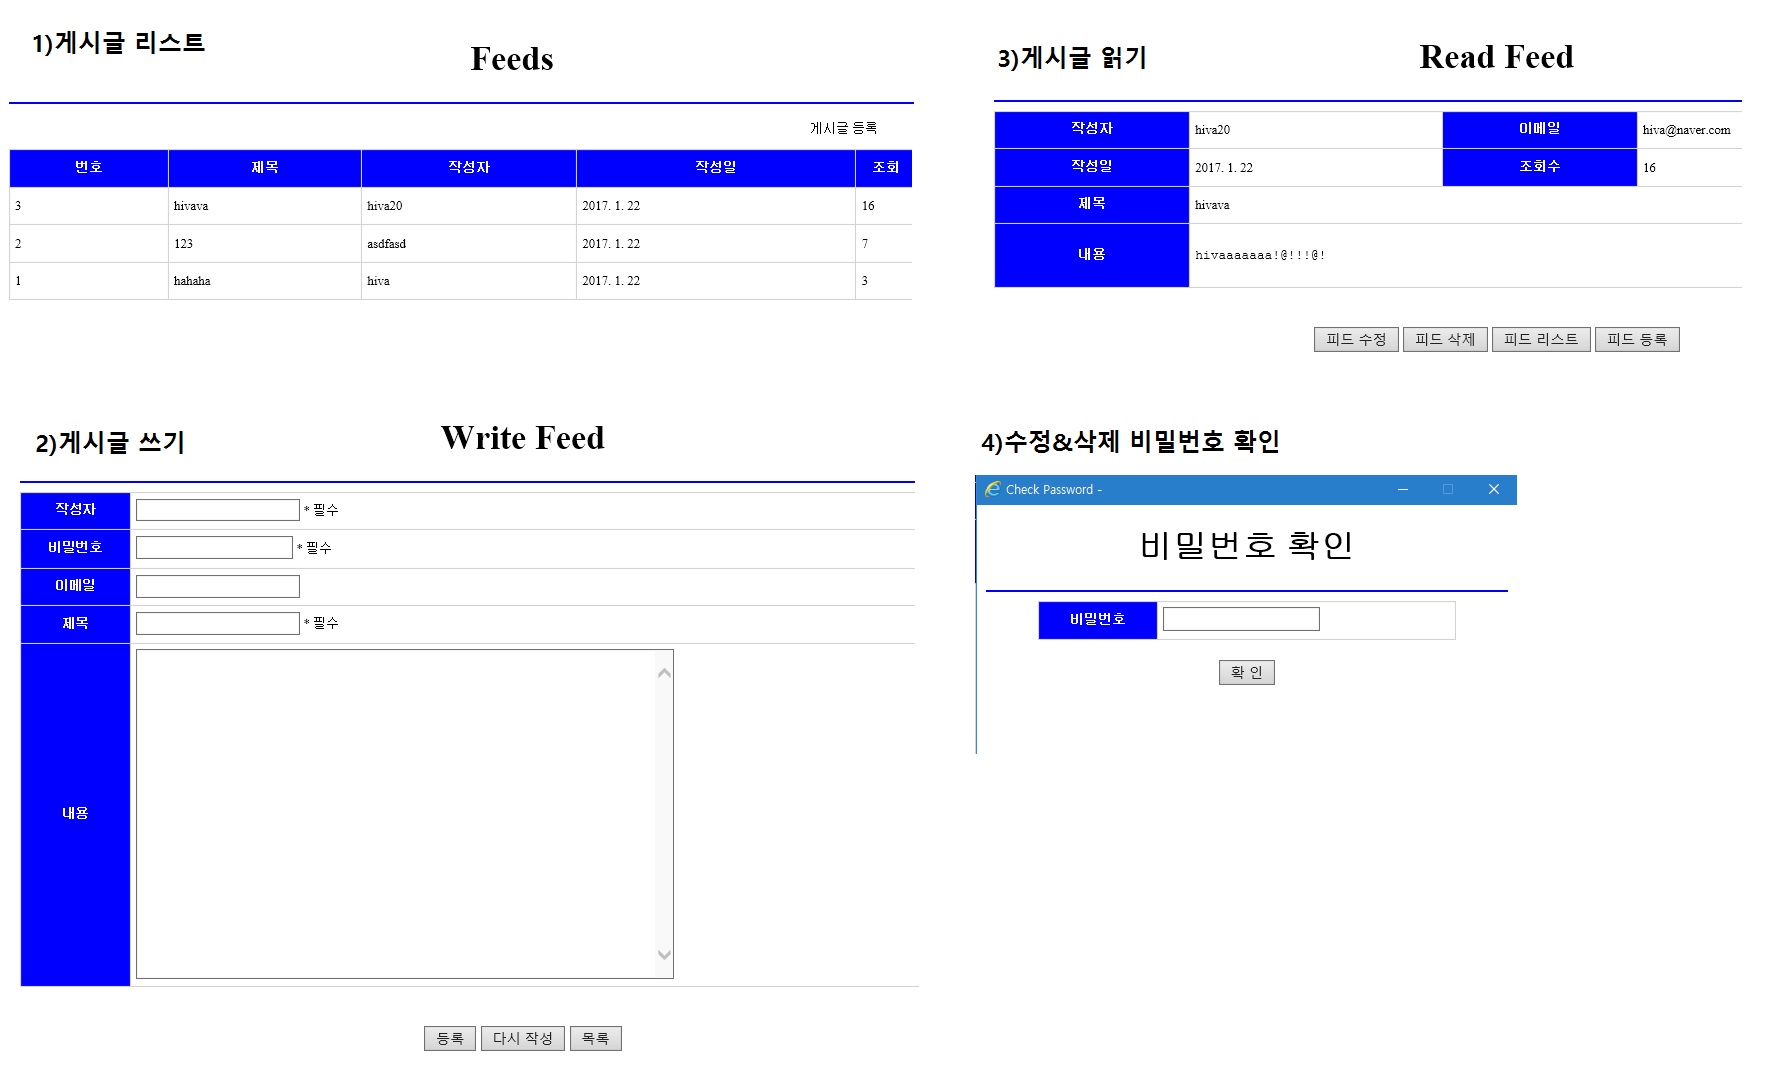 1)게시글 리스트
Feeds
게시글 등록
번호 제목 작성자 작성일 조회
3 hivava hiva20 2017. 1. 22 16
2 123 asdfasd 2017. 1. 22 7
1 hahaha hiva 2017. 1. 22 3
2)게시글 쓰기
Write Feed
작성자 * 필수
비밀번호 * 필수
이메일
제목 * 필수
내용
등록 다시 작성 목록
3)게시글 읽기
Read Feed
작성자 hiva20 이메일 hiva@naver.com
작성일 2017. 1. 22 조회수 16
제목 hivava
내용 hivaaaaaaa!@!!!@!
피드 수정 피드 삭제 피드 리스트 피드 등록
4)수정&삭제 비밀번호 확인
Check Password -
비밀번호 확인
비밀번호
확 인